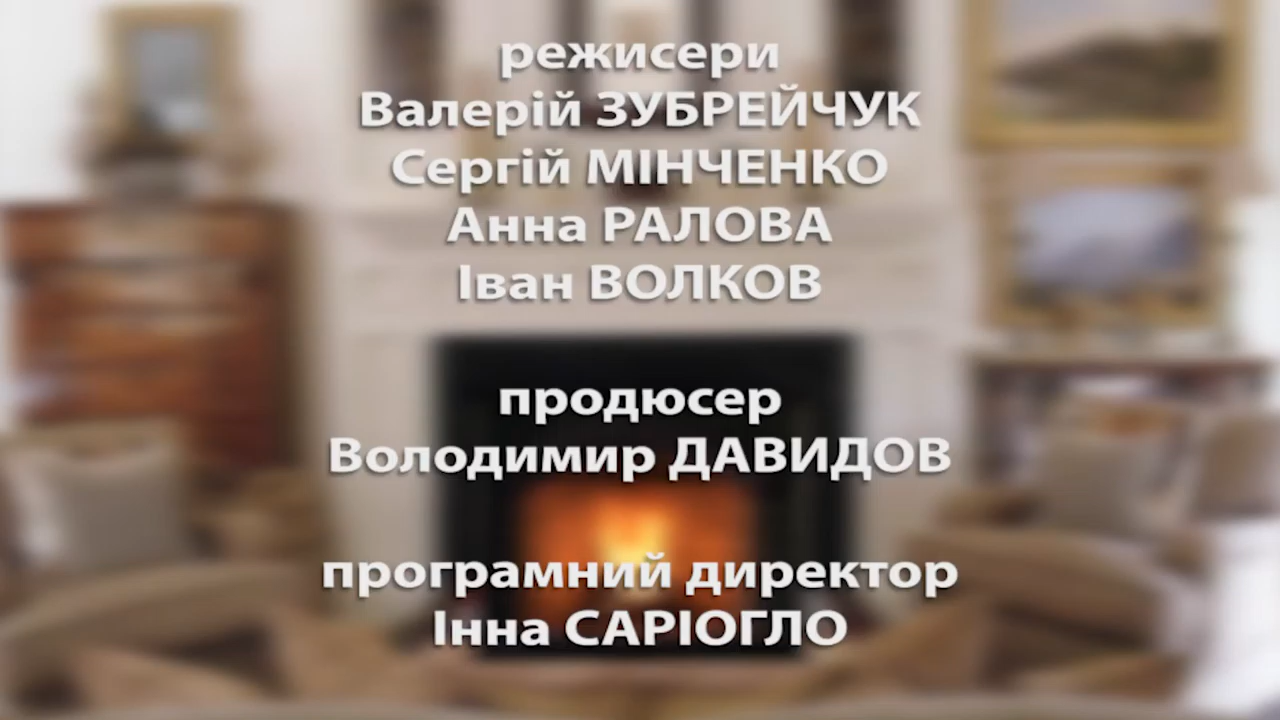 режисери
Валерій ЗУБРЕЙЧУК
Сергій МІНЧЕНКО
Анна РАЛОВА
Іван ВОЛКОВ
продюсер
Володимир ДАВИДОВ
програмний директор
Інна САРІОГЛО